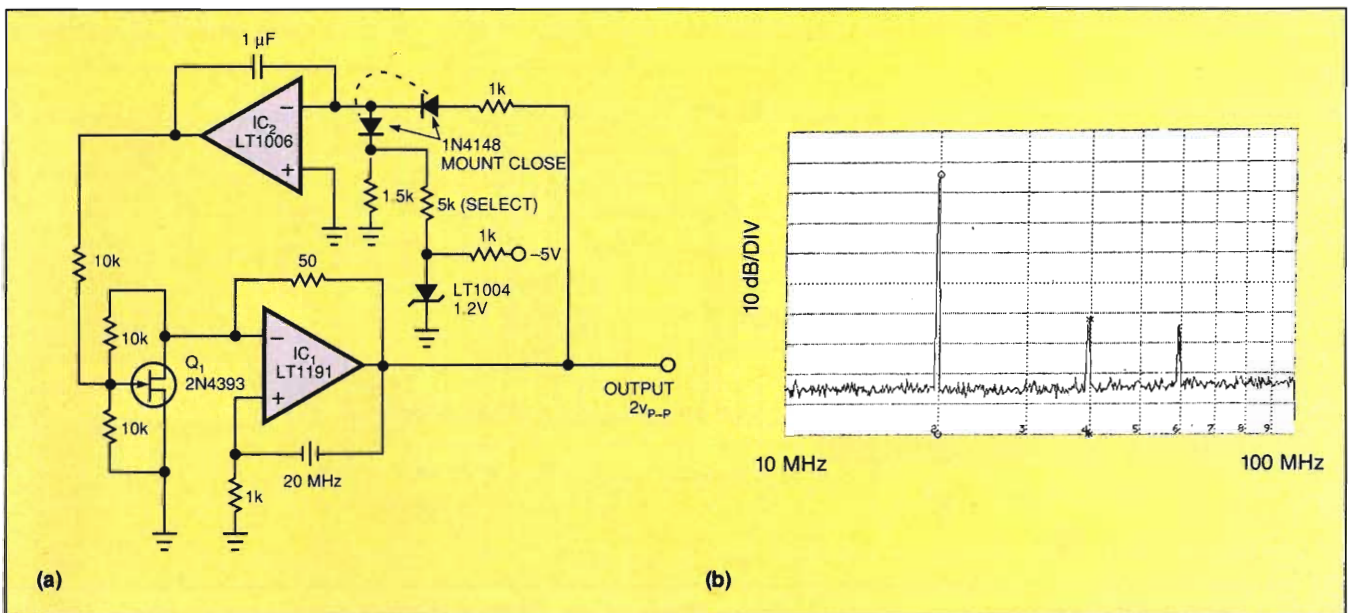 1 µF
IC2
LT1006
−
+
1k
1N4148
MOUNT CLOSE
1.5k
5k (SELECT)
1k
−5V
LT1004
1.2V
10k
50
10k
Q1
2N4393
10k
−
IC1
LT1191
+
20 MHz
1k
OUTPUT
2VP–P
(a)
10 dB/DIV
2
3
4
5
6
7
8
9
10 MHz
100 MHz
(b)